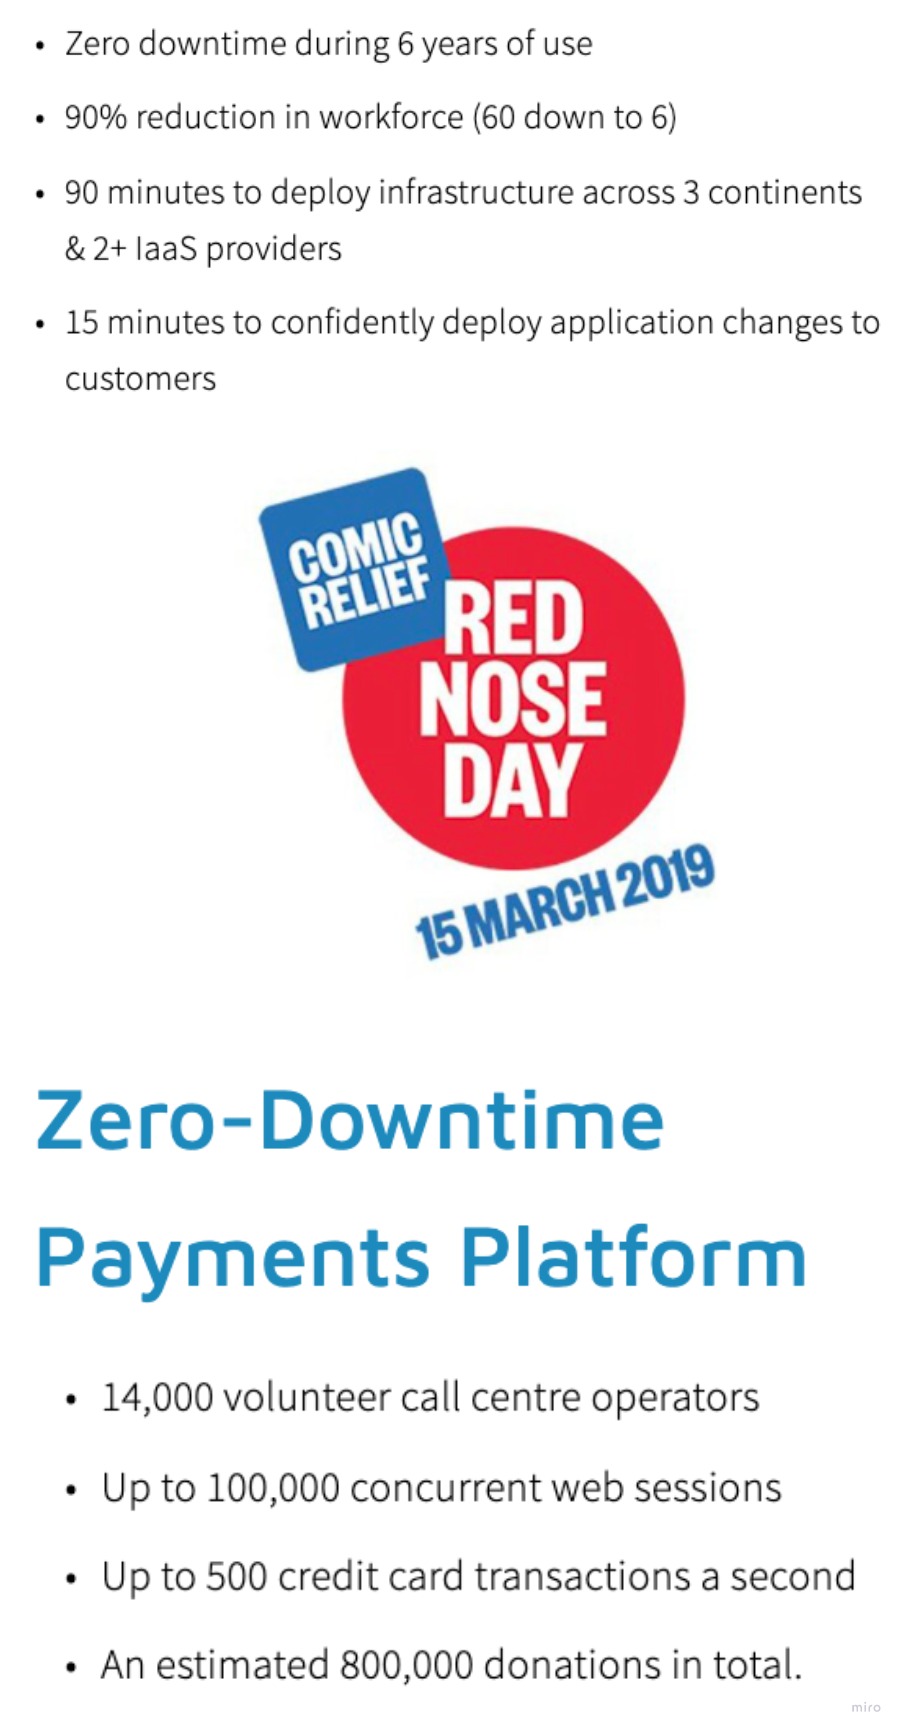 • Zero downtime during 6 years of use
• 90% reduction in workforce (60 down to 6)
• 90 minutes to deploy infrastructure across 3 continents
& 2+ IaaS providers
• 15 minutes to confidently deploy application changes to
customers
COMIC
RELIEF
RED
NOSE
DAY
15 MARCH 2019
Zero-Downtime
Payments Platform
• 14,000 volunteer call centre operators
• Up to 100,000 concurrent web sessions
• Up to 500 credit card transactions a second
• An estimated 800,000 donations in total.
miro